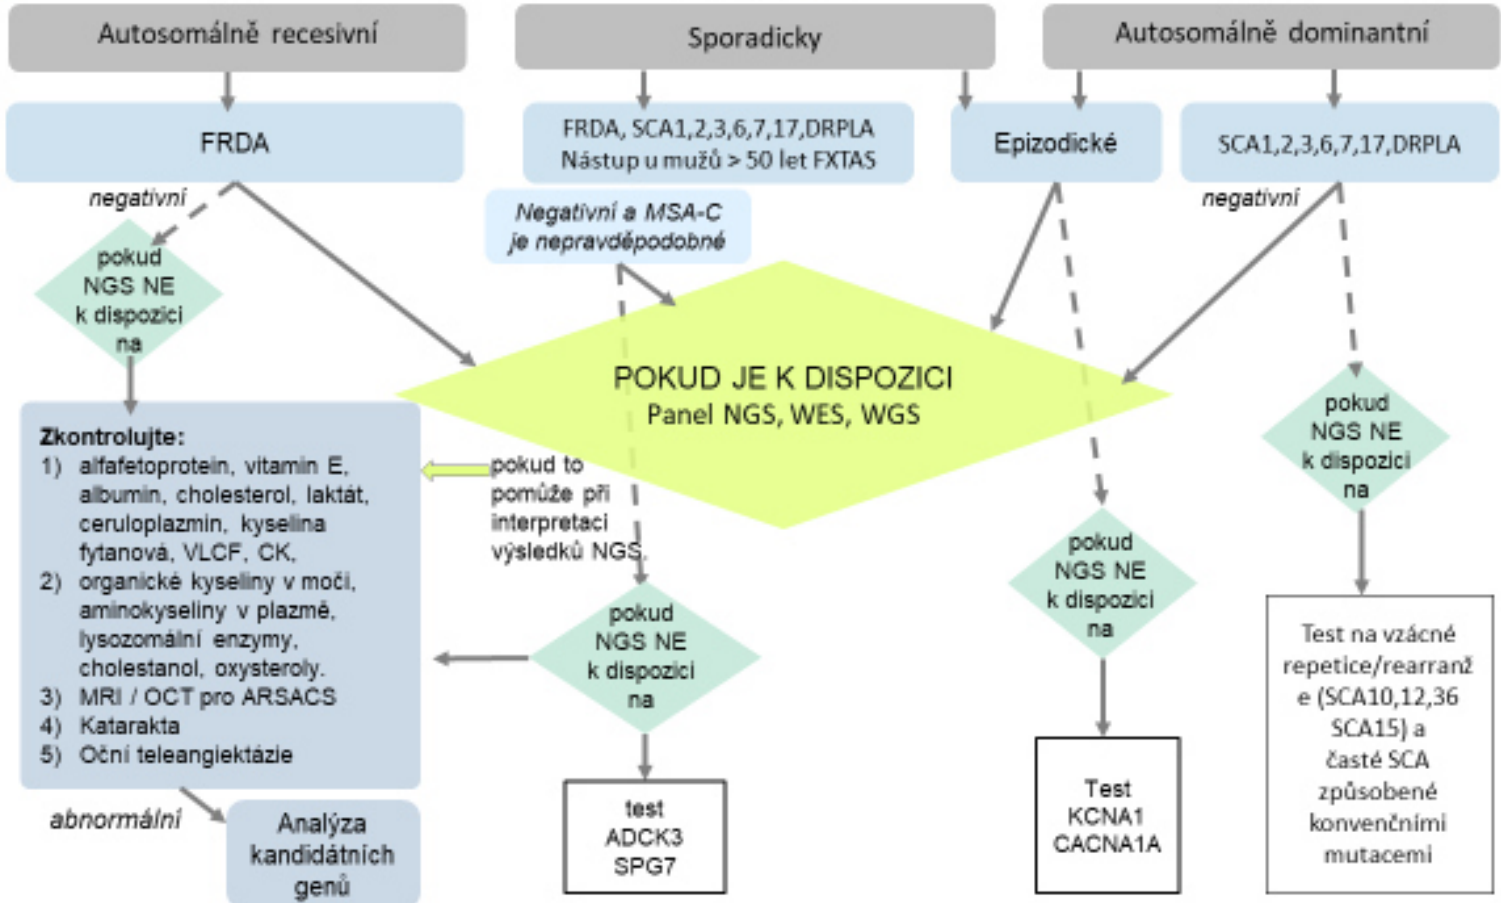 Autosomálně recesivní
Sporadicky
Autosomálně dominantní
FRDA
FRDA, SCA1,2,3,6,7,17,DRPLA
Nástup u mužů > 50 let FXTAS
Epizodické
SCA1,2,3,6,7,17,DRPLA
negativní
Negativní a MSA-C
je nepravděpodobné
negativní
pokud
NGS NE
k dispozici
na
POKUD JE K DISPOZICI
Panel NGS, WES, WGS
pokud
NGS NE
k dispozici
na
Zkontrolujte:
1) alfafetoprotein, vitamin E,
albumin, cholesterol, laktát,
ceruloplazmin, kyselina
fytanová, VLCF, CK,
2) organické kyseliny v moči,
aminokyseliny v plazmě,
lysozomální enzymy,
cholestanol, oxysteroly.
3) MRI / OCT pro ARSACS
4) Katarakta
5) Oční teleangiektázie
pokud to
pomůže při
interpretaci
výsledků NGS.
pokud
NGS NE
k dispozici
na
pokud
NGS NE
k dispozici
na
Test na vzácné
repetice/rearranž
e (SCA10,12,36
SCA15) a
časté SCA
způsobené
konvenčními
mutacemi
abnormální
Analýza
kandidátních
genů
test
ADCK3
SPG7
Test
KCNA1
CACNA1A